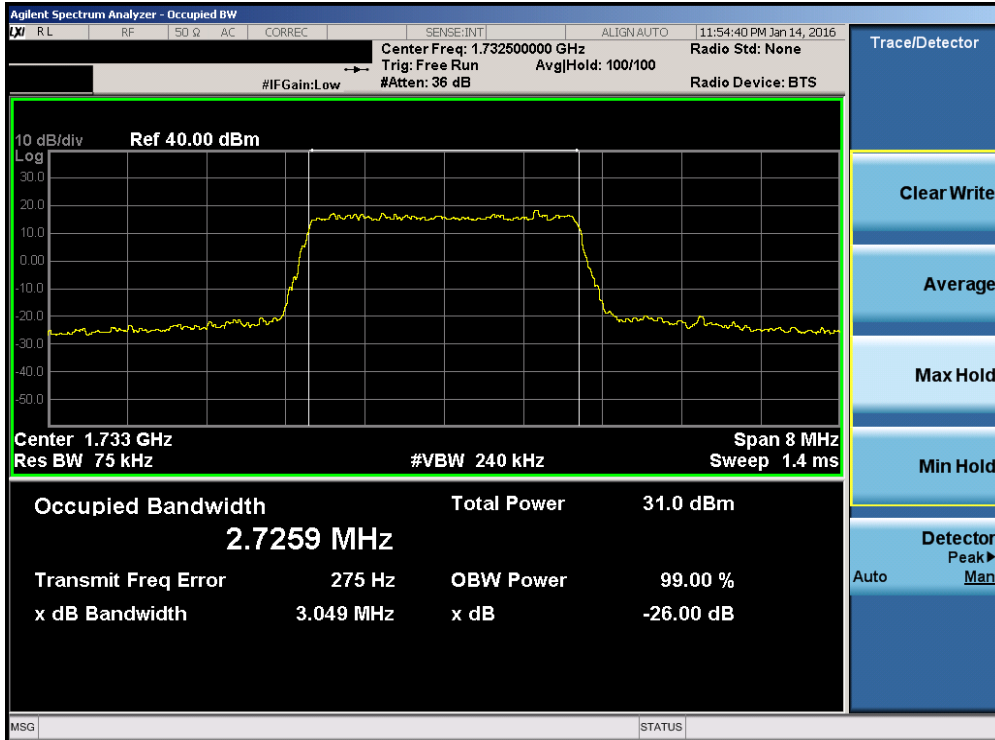 Agilent Spectrum Analyzer - Occupied BW
LXI RL RF 50 Ω AC CORREC SENSE:INT ALIGN AUTO 11:54:40 PM Jan 14, 2016
Center Freq: 1.732500000 GHz Radio Std: None
Trig: Free Run Avg|Hold: 100/100
#IFGain:Low #Atten: 36 dB Radio Device: BTS
10 dB/div Ref 40.00 dBm
Log
30.0
20.0
10.0
0.00
-10.0
-20.0
-30.0
-40.0
-50.0
Center 1.733 GHz Span 8 MHz
Res BW 75 kHz #VBW 240 kHz Sweep 1.4 ms
Occupied Bandwidth Total Power 31.0 dBm
2.7259 MHz
Transmit Freq Error 275 Hz OBW Power 99.00 %
x dB Bandwidth 3.049 MHz x dB -26.00 dB
MSG STATUS
Trace/Detector
Clear Write
Average
Max Hold
Min Hold
Detector
Peak▶
Auto Man